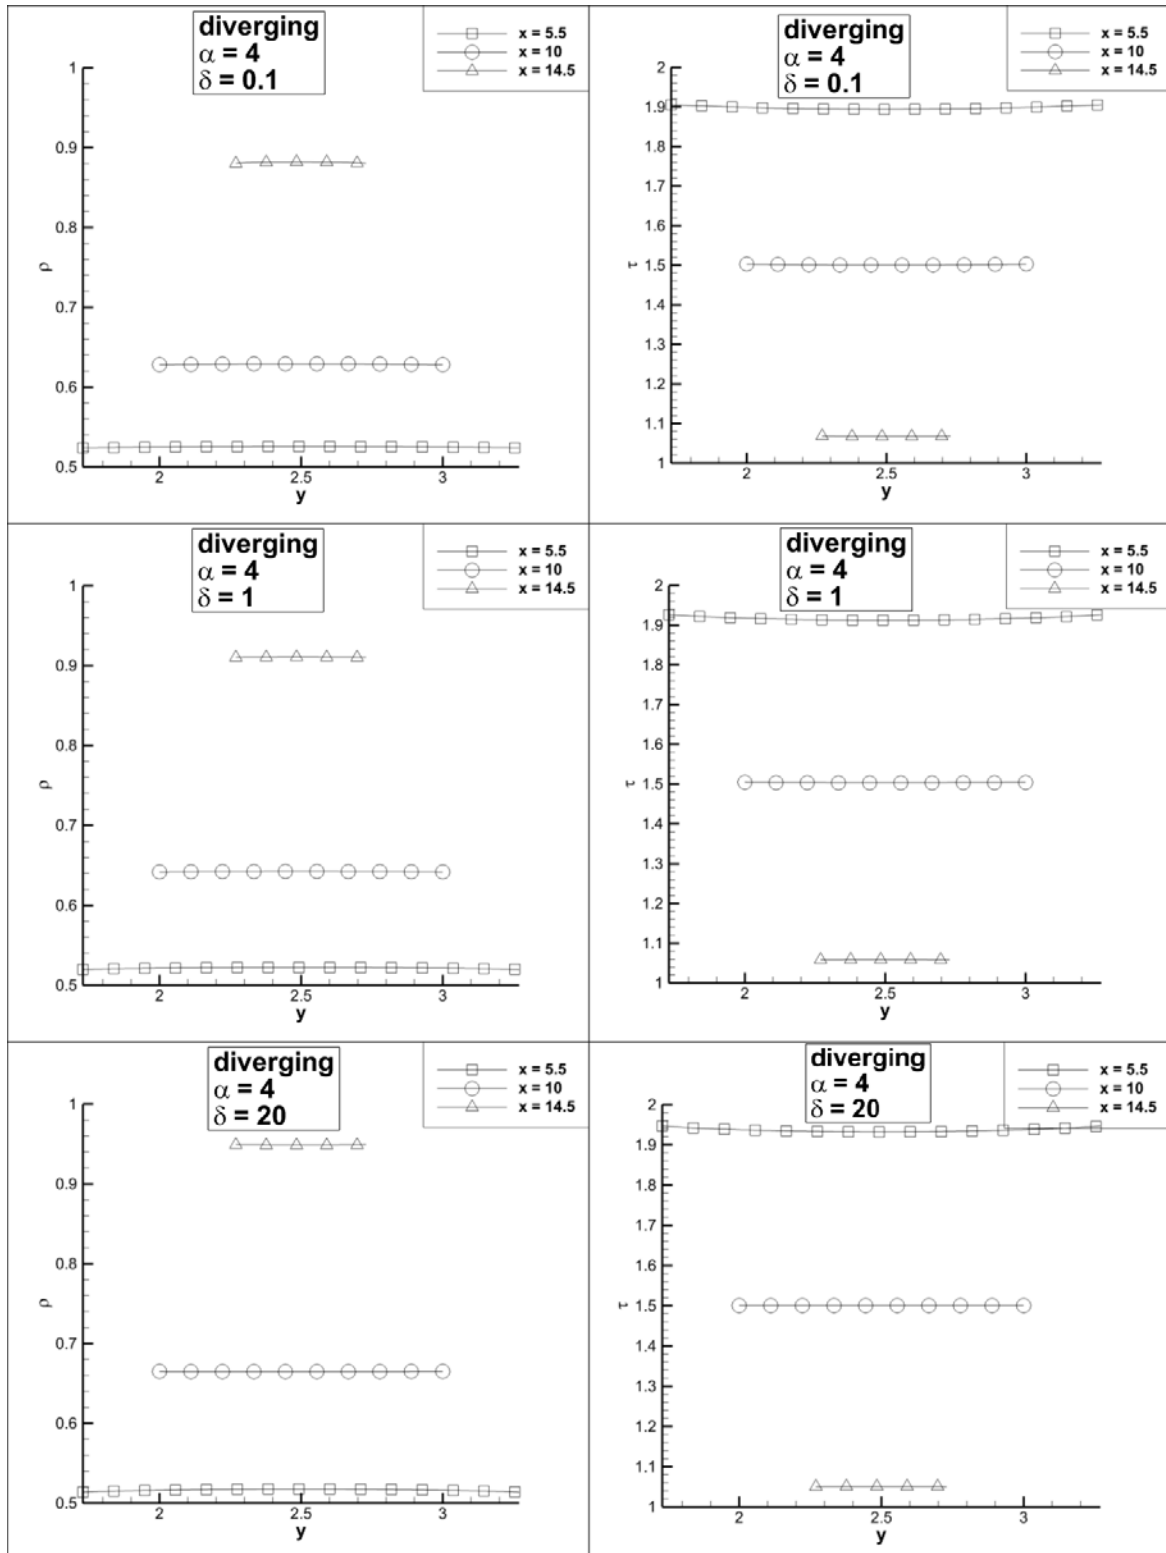 diverging
α = 4
δ = 0.1
x = 5.5
x = 10
x = 14.5
1
0.9
0.8
0.7
0.6
0.5
ρ
2
2.5
3
y
diverging
α = 4
δ = 0.1
x = 5.5
x = 10
x = 14.5
2
1.9
1.8
1.7
1.6
1.5
1.4
1.3
1.2
1.1
1
τ
2
2.5
3
y
diverging
α = 4
δ = 1
x = 5.5
x = 10
x = 14.5
1
0.9
0.8
0.7
0.6
0.5
ρ
2
2.5
3
y
diverging
α = 4
δ = 1
x = 5.5
x = 10
x = 14.5
2
1.9
1.8
1.7
1.6
1.5
1.4
1.3
1.2
1.1
1
τ
2
2.5
3
y
diverging
α = 4
δ = 20
x = 5.5
x = 10
x = 14.5
1
0.9
0.8
0.7
0.6
0.5
ρ
2
2.5
3
y
diverging
α = 4
δ = 20
x = 5.5
x = 10
x = 14.5
2
1.9
1.8
1.7
1.6
1.5
1.4
1.3
1.2
1.1
1
τ
2
2.5
3
y